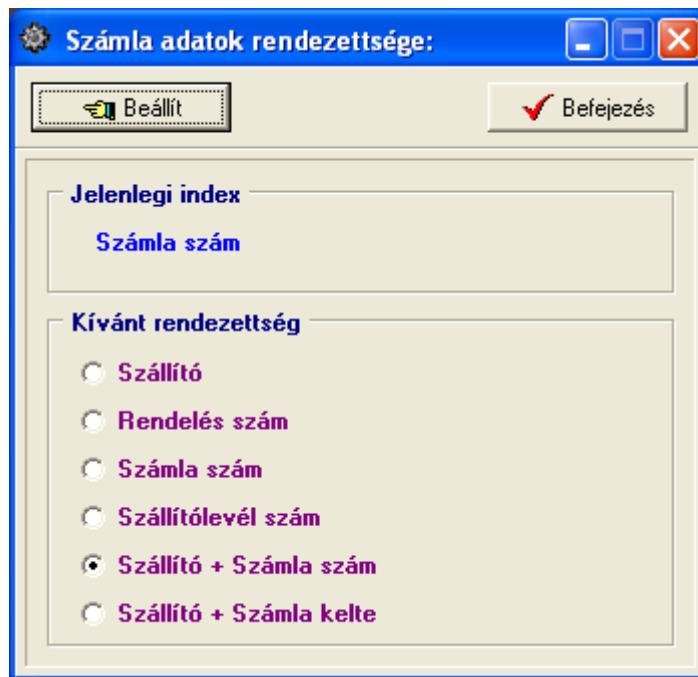 Számla adatok rendezettsége:
Beállít
Befejezés
Jelenlegi index
Számla szám
Kívánt rendezettség
Szállító
Rendelés szám
Számla szám
Szállítólevél szám
Szállító + Számla szám
Szállító + Számla kelte